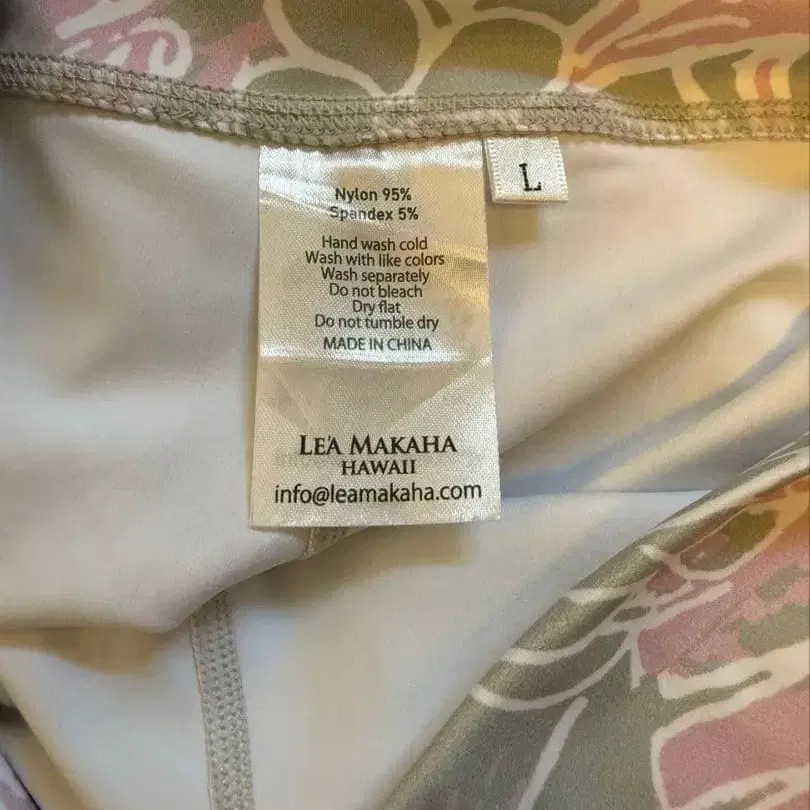 Nylon 95%
Spandex 5%
Hand wash cold
Wash with like colors
Wash separately
Do not bleach
Dry flat
Do not tumble dry
MADE IN CHINA
LE'A MAKAHA
HAWAII
info@leamakaha.com
L